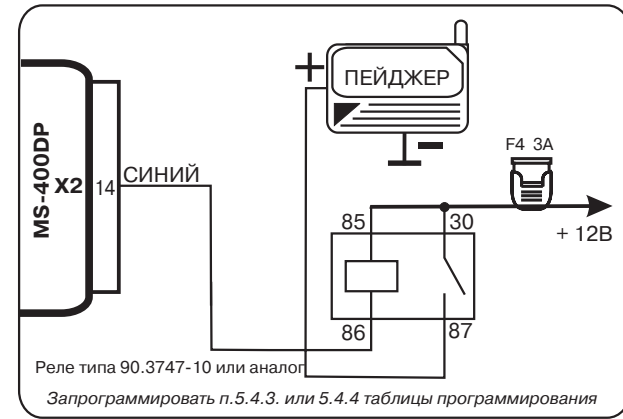 ПЕЙДЖЕР
+
−
F4 3А
MS-400DP
X2
14
СИНИЙ
85
30
+ 12В
86
87
Реле типа 90.3747-10 или аналог
Запрограммировать п.5.4.3. или 5.4.4 таблицы программирования